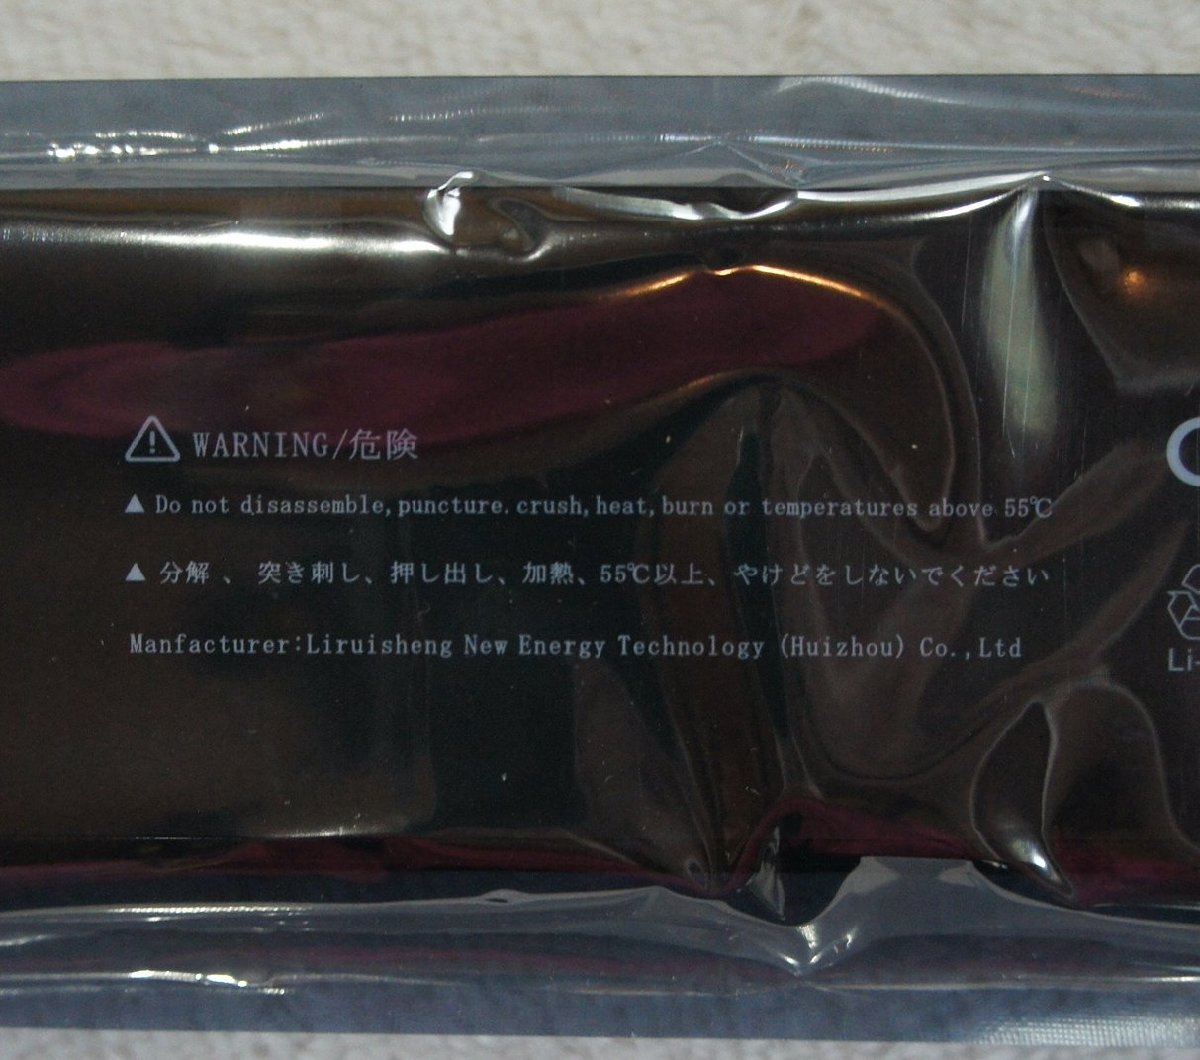 WARNING/危険
▲ Do not disassemble,puncture.crush,heat,burn or temperatures above 55℃
▲ 分解、 突き刺し、押し出し、加熱、55℃以上、やけどをしないでください
Manfacturer:Liruisheng New Energy Technology (Huizhou) Co.,Ltd
Li-